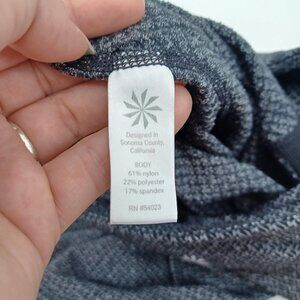 Designed in
Sonoma County,
California
BODY
61% nylon
22% polyester
17% spandex
RN #54023